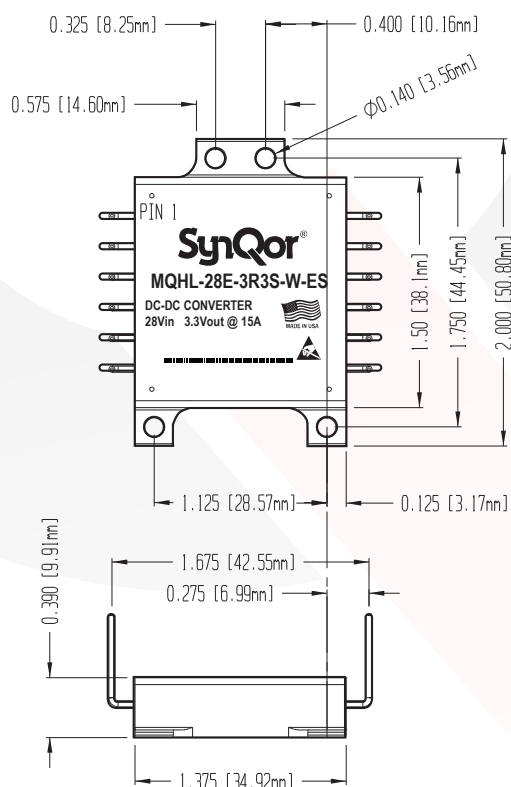 0.325 [8.25mm]
0.400 [10.16mm]
0.575 [14.60mm]
Ø0.140 [3.56mm]
PIN 1
SynQor®
MQHL-28E-3R3S-W-ES
DC-DC CONVERTER
28Vin 3.3Vout @ 15A
MADE IN USA
1.50 [38.1mm]
1.750 [44.45mm]
2.000 [50.80mm]
1.125 [28.57mm]
0.125 [3.17mm]
1.675 [42.55mm]
0.275 [6.99mm]
0.390 [9.91mm]
1.375 [34.92mm]